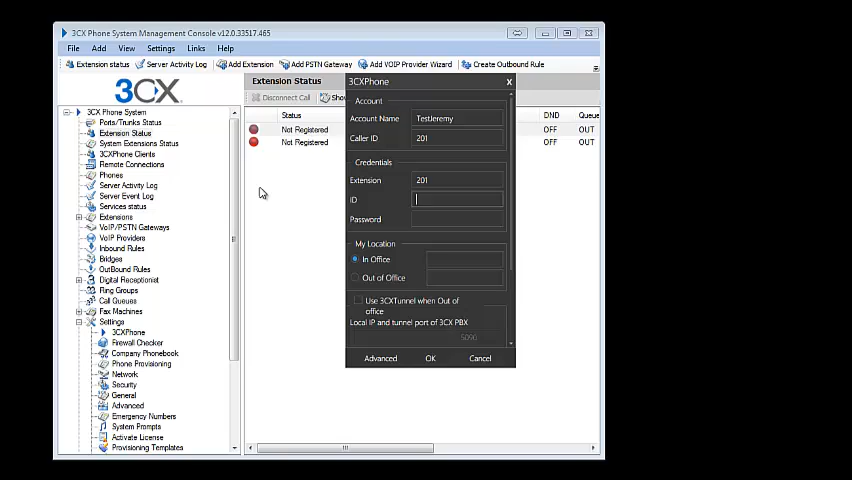 3CX Phone System Management Console v12.0.33517.465
File Add View Settings Links Help
Extension status Server Activity Log Add Extension Add PSTN Gateway Add VOIP Provider Wizard Create Outbound Rule
3CX
Extension Status
Disconnect Call
Status DND Queue
Not Registered OFF OUT
Not Registered OFF OUT
3CX Phone System
Ports/Trunks Status
Extension Status
System Extensions Status
3CXPhone Clients
Remote Connections
Phones
Server Activity Log
Server Event Log
Services status
Extensions
VoIP/PSTN Gateways
VoIP Providers
Inbound Rules
Bridges
OutBound Rules
Digital Receptionist
Ring Groups
Call Queues
Fax Machines
Settings
3CXPhone
Firewall Checker
Company Phonebook
Phone Provisioning
Network
Security
General
Advanced
Emergency Numbers
System Prompts
Activate License
Provisioning Templates
3CXPhone x
Account
Account Name TestJeremy
Caller ID 201
Credentials
Extension 201
ID
Password
My Location
In Office
Out of Office
Use 3CXTunnel when Out of
office
Local IP and tunnel port of 3CX PBX
5090
Advanced OK Cancel